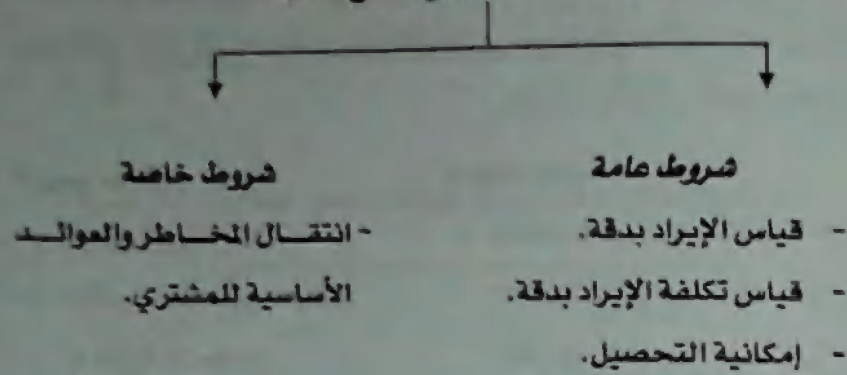 شروط عامة
- قياس الإيراد بدقة.
- قياس تكلفة الإيراد بدقة.
- إمكانية التحصيل.
شروط خاصة
- انتقال المخاطر والعوائد
الأساسية للمشتري.